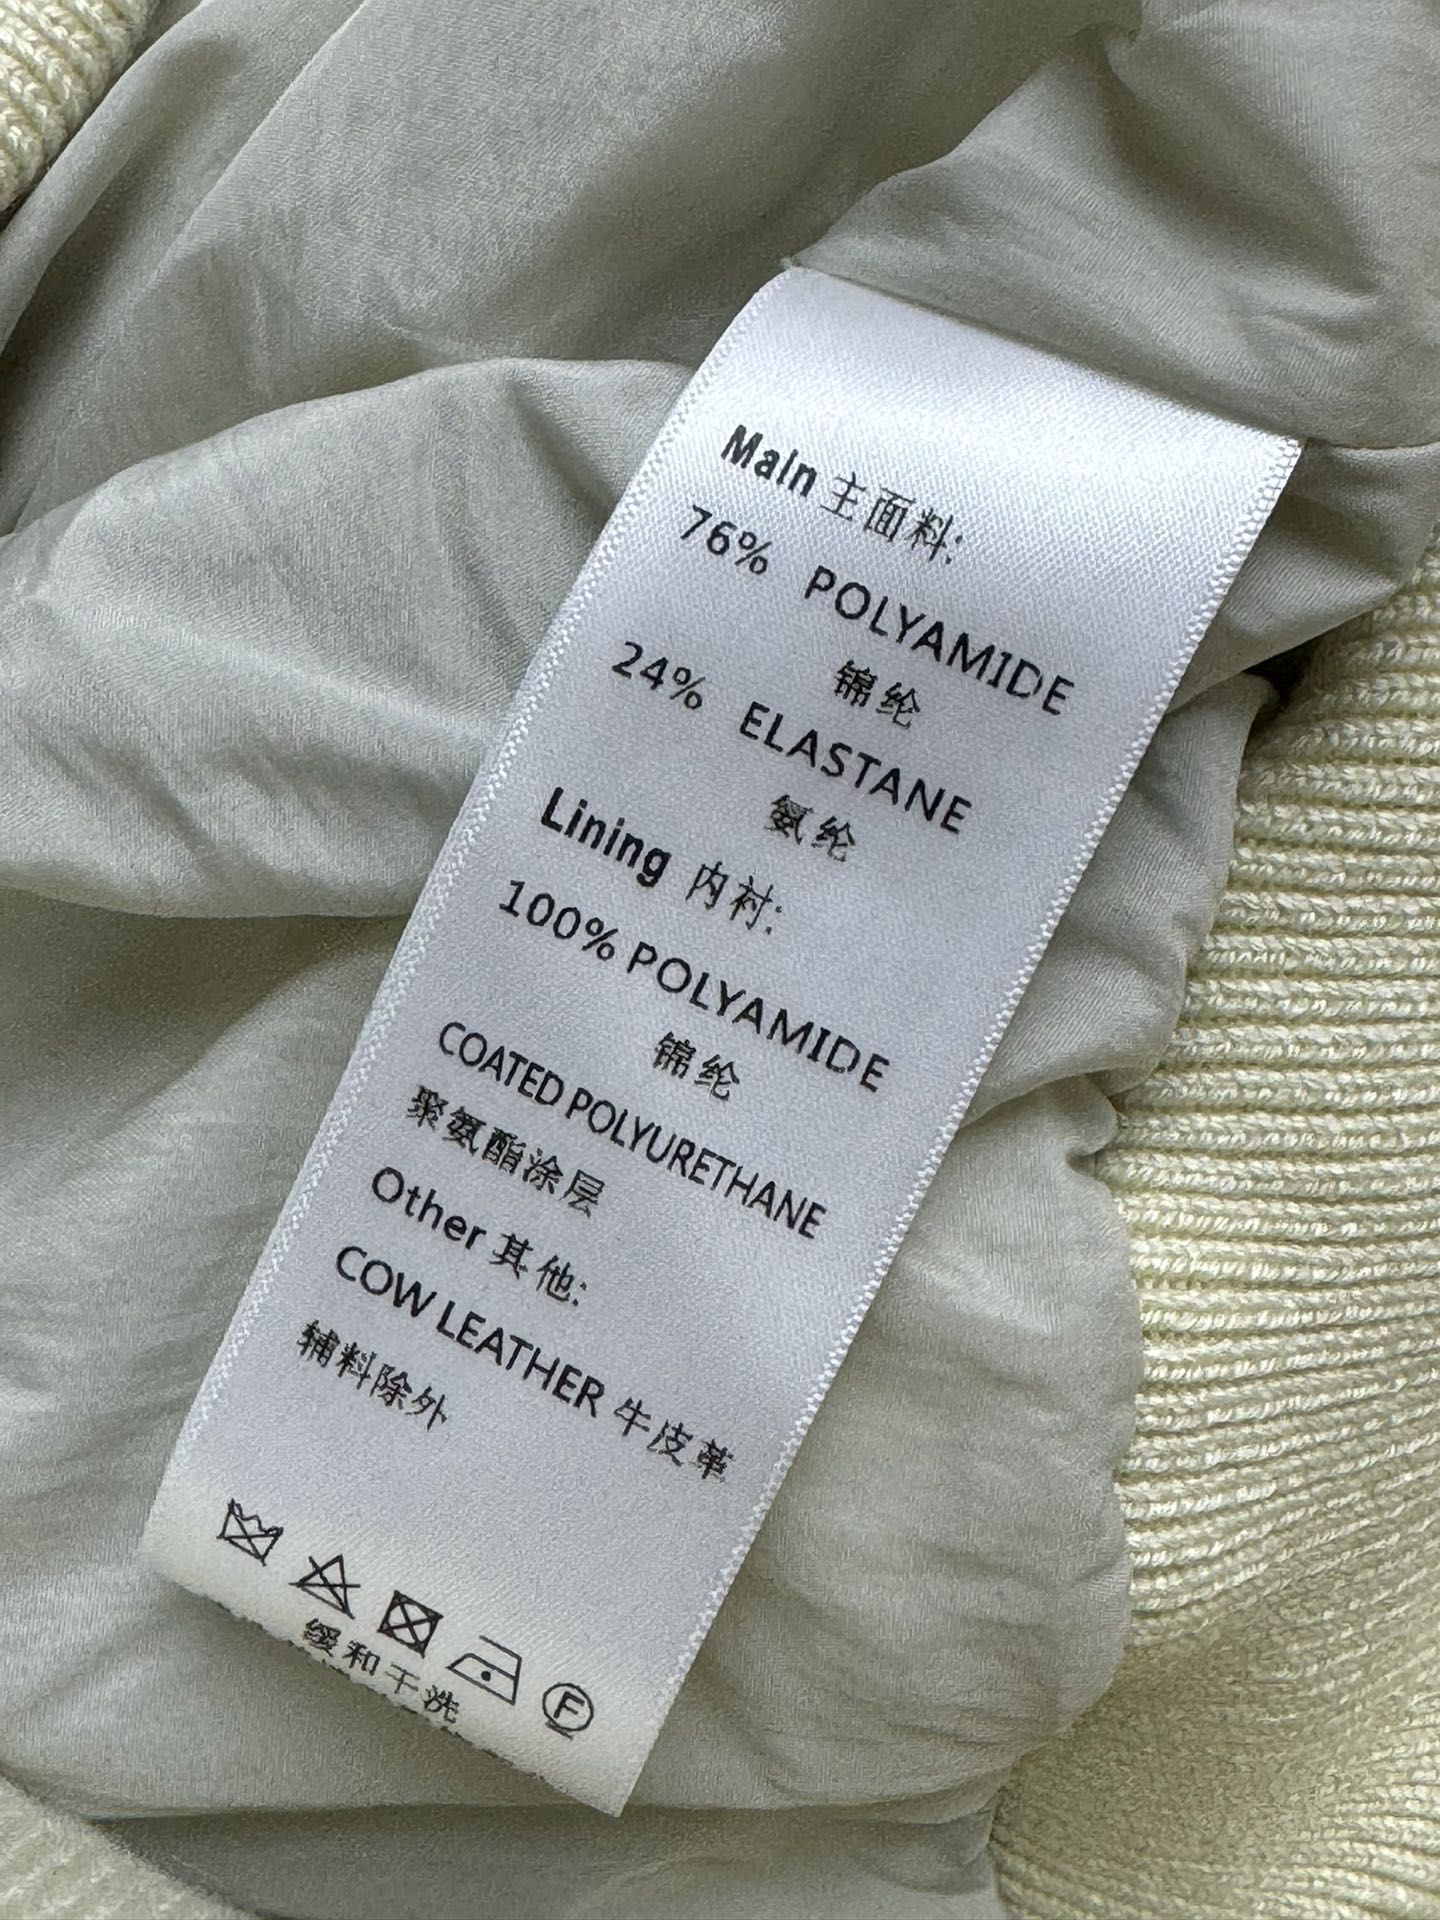 Main 主面料:
76% POLYAMIDE
锦纶
24% ELASTANE
氨纶
Lining 内衬:
100% POLYAMIDE
锦纶
COATED POLYURETHANE
聚氨酯涂层
Other 其他:
COW LEATHER 牛皮革
辅料除外
F
缓和干洗